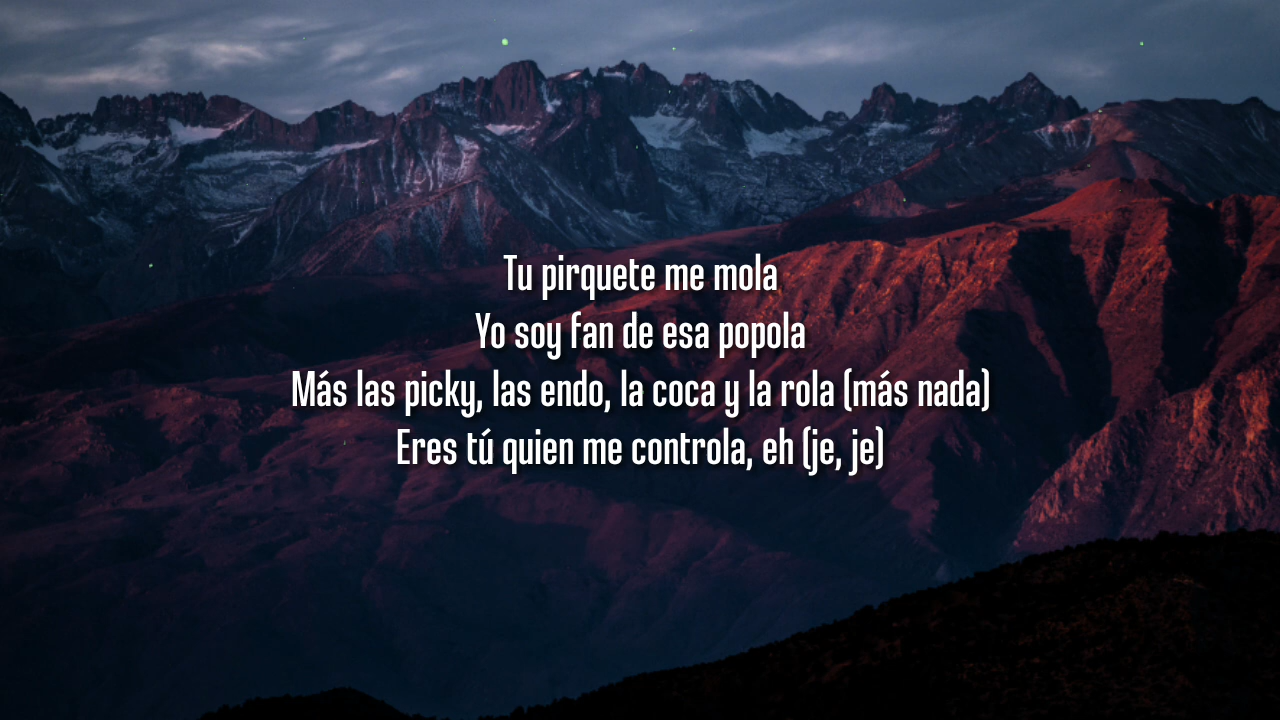 Tu pirquete me mola
Yo soy fan de esa popola
Más las picky, las endo, la coca y la rola (más nada)
Eres tú quien me controla, eh (je, je)